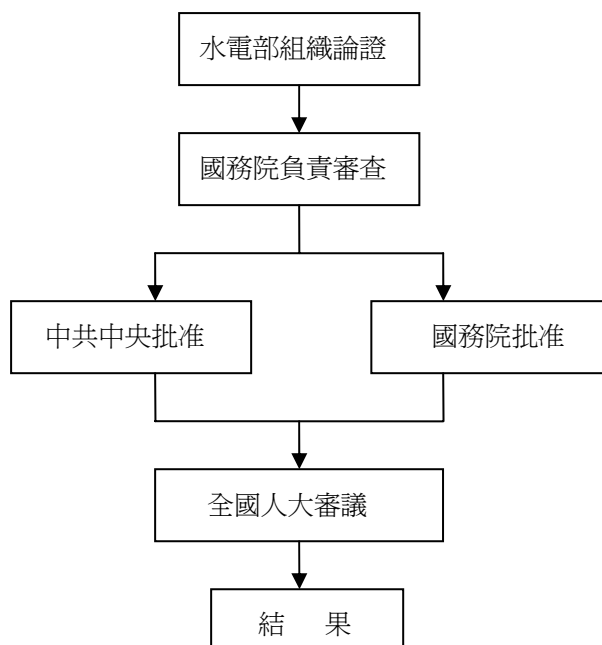 水電部組織論證
國務院負責審查
中共中央批准
國務院批准
全國人大審議
結　果